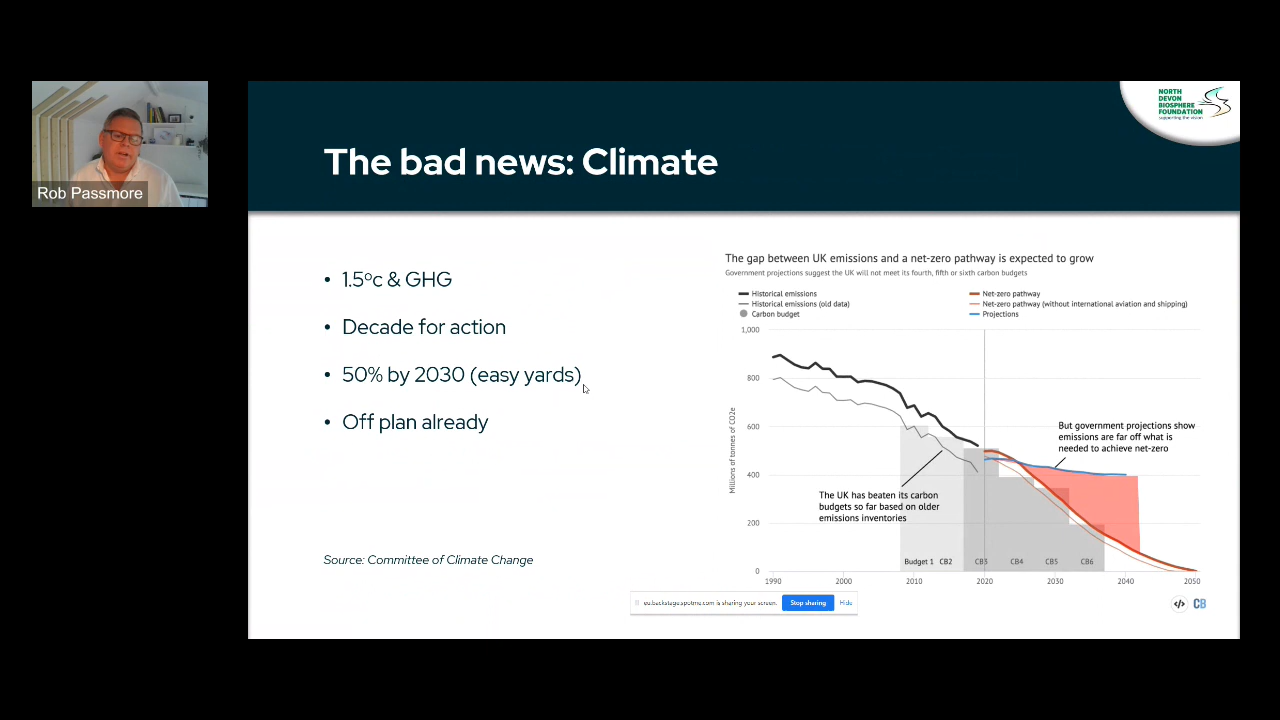 Rob Passmore
NORTH
DEVON
BIOSPHERE
FOUNDATION
supporting the vision
The bad news: Climate
• 1.5ºc & GHG
• Decade for action
• 50% by 2030 (easy yards)
• Off plan already
Source: Committee of Climate Change
The gap between UK emissions and a net-zero pathway is expected to grow
Government projections suggest the UK will not meet its fourth, fifth or sixth carbon budgets
Historical emissions
Historical emissions (old data)
Carbon budget
Net-zero pathway
Net-zero pathway (without international aviation and shipping)
Projections
Millions of tonnes of CO2e
1,000
800
600
400
200
0
But government projections show
emissions are far off what is
needed to achieve net-zero
The UK has beaten its carbon
budgets so far based on older
emissions inventories
Budget 1 CB2 CB3 CB4 CB5 CB6
1990 2000 2010 2020 2030 2040 2050
eu.backstage.spotme.com is sharing your screen. Stop sharing Hide
</> CB